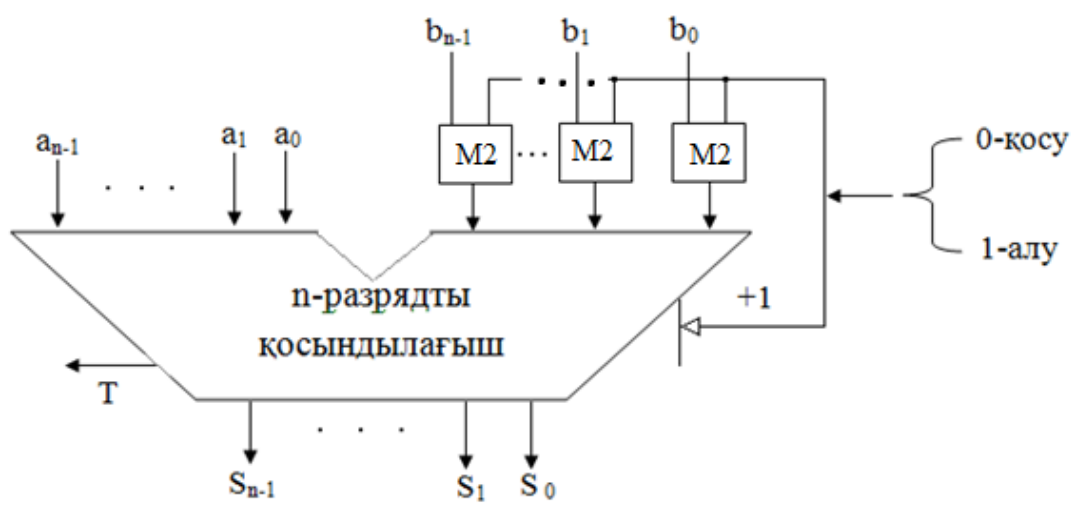 bₙ₋₁ b₁ b₀
aₙ₋₁ a₁ a₀
M2 M2 M2
0-қосу
1-алу
+1
n-разрядты
қосындылағыш
T
Sₙ₋₁ S₁ S₀